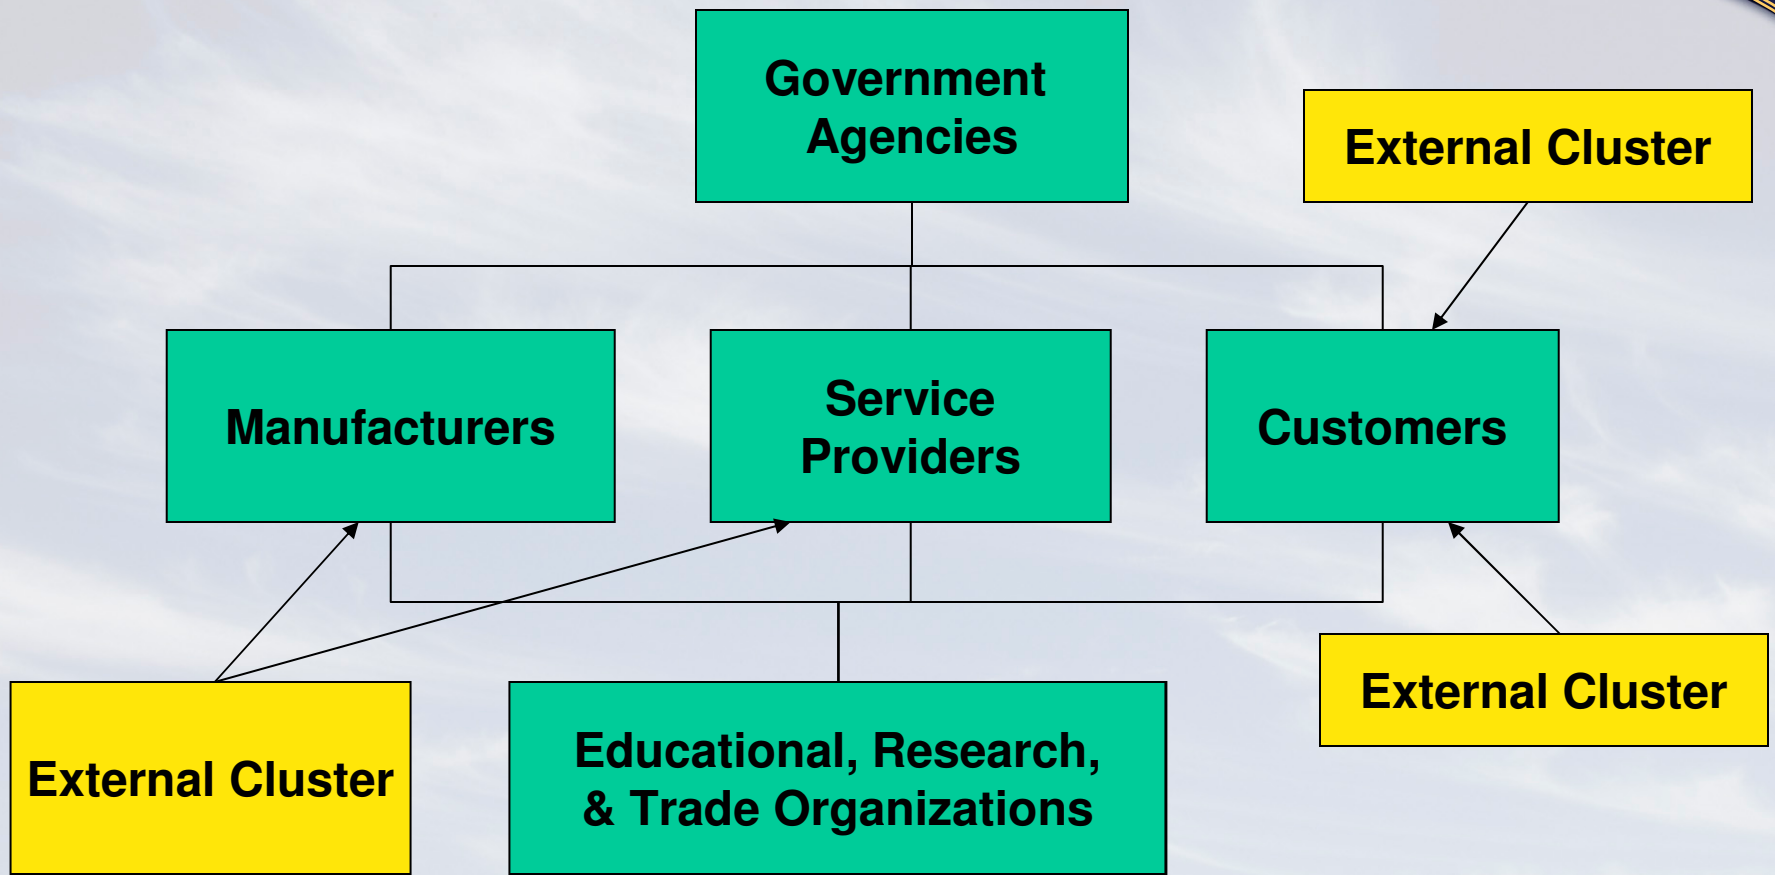 Government
Agencies
External Cluster
Manufacturers
Service
Providers
Customers
External Cluster
Educational, Research,
& Trade Organizations
External Cluster